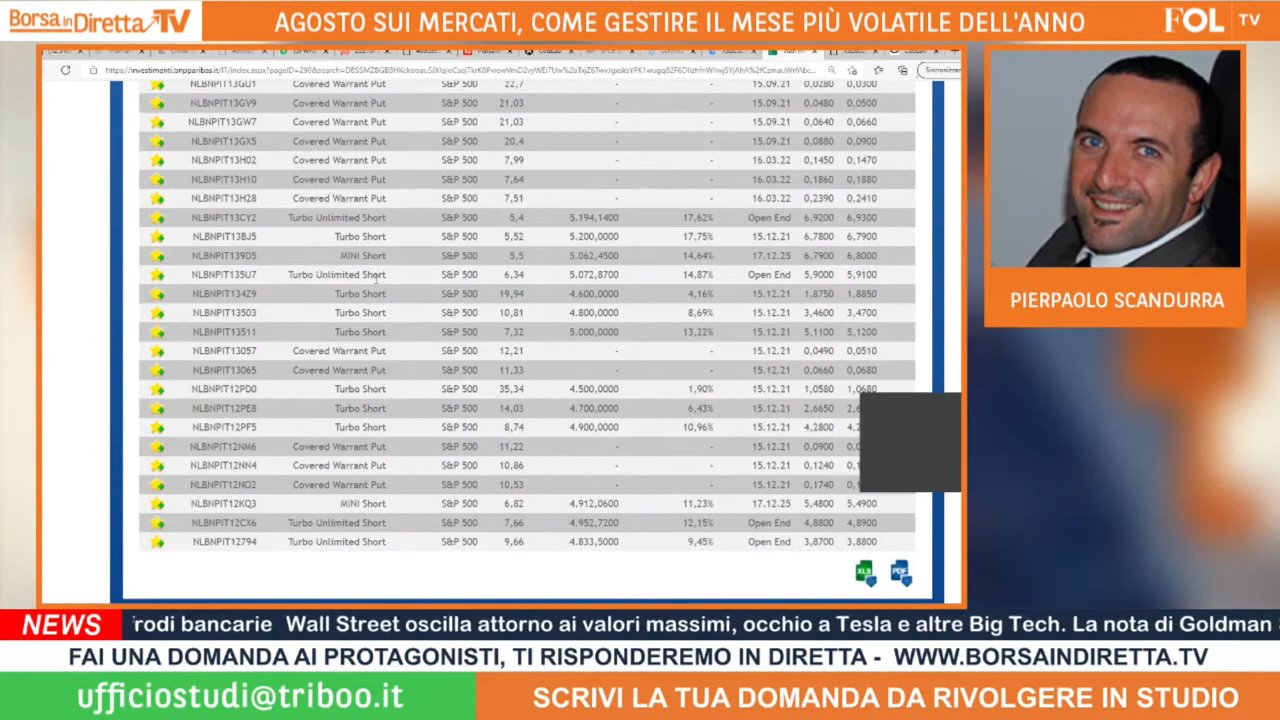 Borsa in Diretta TV
AGOSTO SUI MERCATI, COME GESTIRE IL MESE PIÙ VOLATILE DELL'ANNO
FOL TV
NLBNPIT13GU1 Covered Warrant Put S&P 500 22,7 - - 15.09.21 0,0280 0,0300
NLBNPIT13GV9 Covered Warrant Put S&P 500 21,03 - - 15.09.21 0,0480 0,0500
NLBNPIT13GW7 Covered Warrant Put S&P 500 21,03 - - 15.09.21 0,0640 0,0660
NLBNPIT13GX5 Covered Warrant Put S&P 500 20,4 - - 15.09.21 0,0880 0,0900
NLBNPIT13H02 Covered Warrant Put S&P 500 7,99 - - 16.03.22 0,1450 0,1470
NLBNPIT13H10 Covered Warrant Put S&P 500 7,64 - - 16.03.22 0,1860 0,1880
NLBNPIT13H28 Covered Warrant Put S&P 500 7,51 - - 16.03.22 0,2390 0,2410
NLBNPIT13CY2 Turbo Unlimited Short S&P 500 5,4 5.194,1400 17,62% Open End 6,9200 6,9300
NLBNPIT13BJ5 Turbo Short S&P 500 5,52 5.200,0000 17,75% 15.12.21 6,7800 6,7900
NLBNPIT139D5 MINI Short S&P 500 5,5 5.062,4500 14,64% 17.12.25 6,7900 6,8000
NLBNPIT135U7 Turbo Unlimited Short S&P 500 6,34 5.072,8700 14,87% Open End 5,9000 5,9100
NLBNPIT134Z9 Turbo Short S&P 500 19,94 4.600,0000 4,16% 15.12.21 1,8750 1,8850
NLBNPIT13503 Turbo Short S&P 500 10,81 4.800,0000 8,69% 15.12.21 3,4600 3,4700
NLBNPIT13511 Turbo Short S&P 500 7,32 5.000,0000 13,22% 15.12.21 5,1100 5,1200
NLBNPIT13057 Covered Warrant Put S&P 500 12,21 - - 15.12.21 0,0490 0,0510
NLBNPIT13065 Covered Warrant Put S&P 500 11,33 - - 15.12.21 0,0660 0,0680
NLBNPIT12PD0 Turbo Short S&P 500 35,34 4.500,0000 1,90% 15.12.21 1,0580 1,0680
NLBNPIT12PE8 Turbo Short S&P 500 14,03 4.700,0000 6,43% 15.12.21 2,6650
NLBNPIT12PF5 Turbo Short S&P 500 8,74 4.900,0000 10,96% 15.12.21 4,2800
NLBNPIT12NM6 Covered Warrant Put S&P 500 11,22 - - 15.12.21 0,0900
NLBNPIT12NN4 Covered Warrant Put S&P 500 10,86 - - 15.12.21 0,1240
NLBNPIT12NO2 Covered Warrant Put S&P 500 10,53 - - 15.12.21 0,1740
NLBNPIT12KQ3 MINI Short S&P 500 6,82 4.912,0600 11,23% 17.12.25 5,4800 5,4900
NLBNPIT12CX6 Turbo Unlimited Short S&P 500 7,66 4.952,7200 12,15% Open End 4,8800 4,8900
NLBNPIT12794 Turbo Unlimited Short S&P 500 9,66 4.833,5000 9,45% Open End 3,8700 3,8800
XLS PDF
PIERPAOLO SCANDURRA
NEWS rodi bancarie Wall Street oscilla attorno ai valori massimi, occhio a Tesla e altre Big Tech. La nota di Goldman
FAI UNA DOMANDA AI PROTAGONISTI, TI RISPONDEREMO IN DIRETTA - WWW.BORSAINDIRETTA.TV
ufficiostudi@triboo.it SCRIVI LA TUA DOMANDA DA RIVOLGERE IN STUDIO